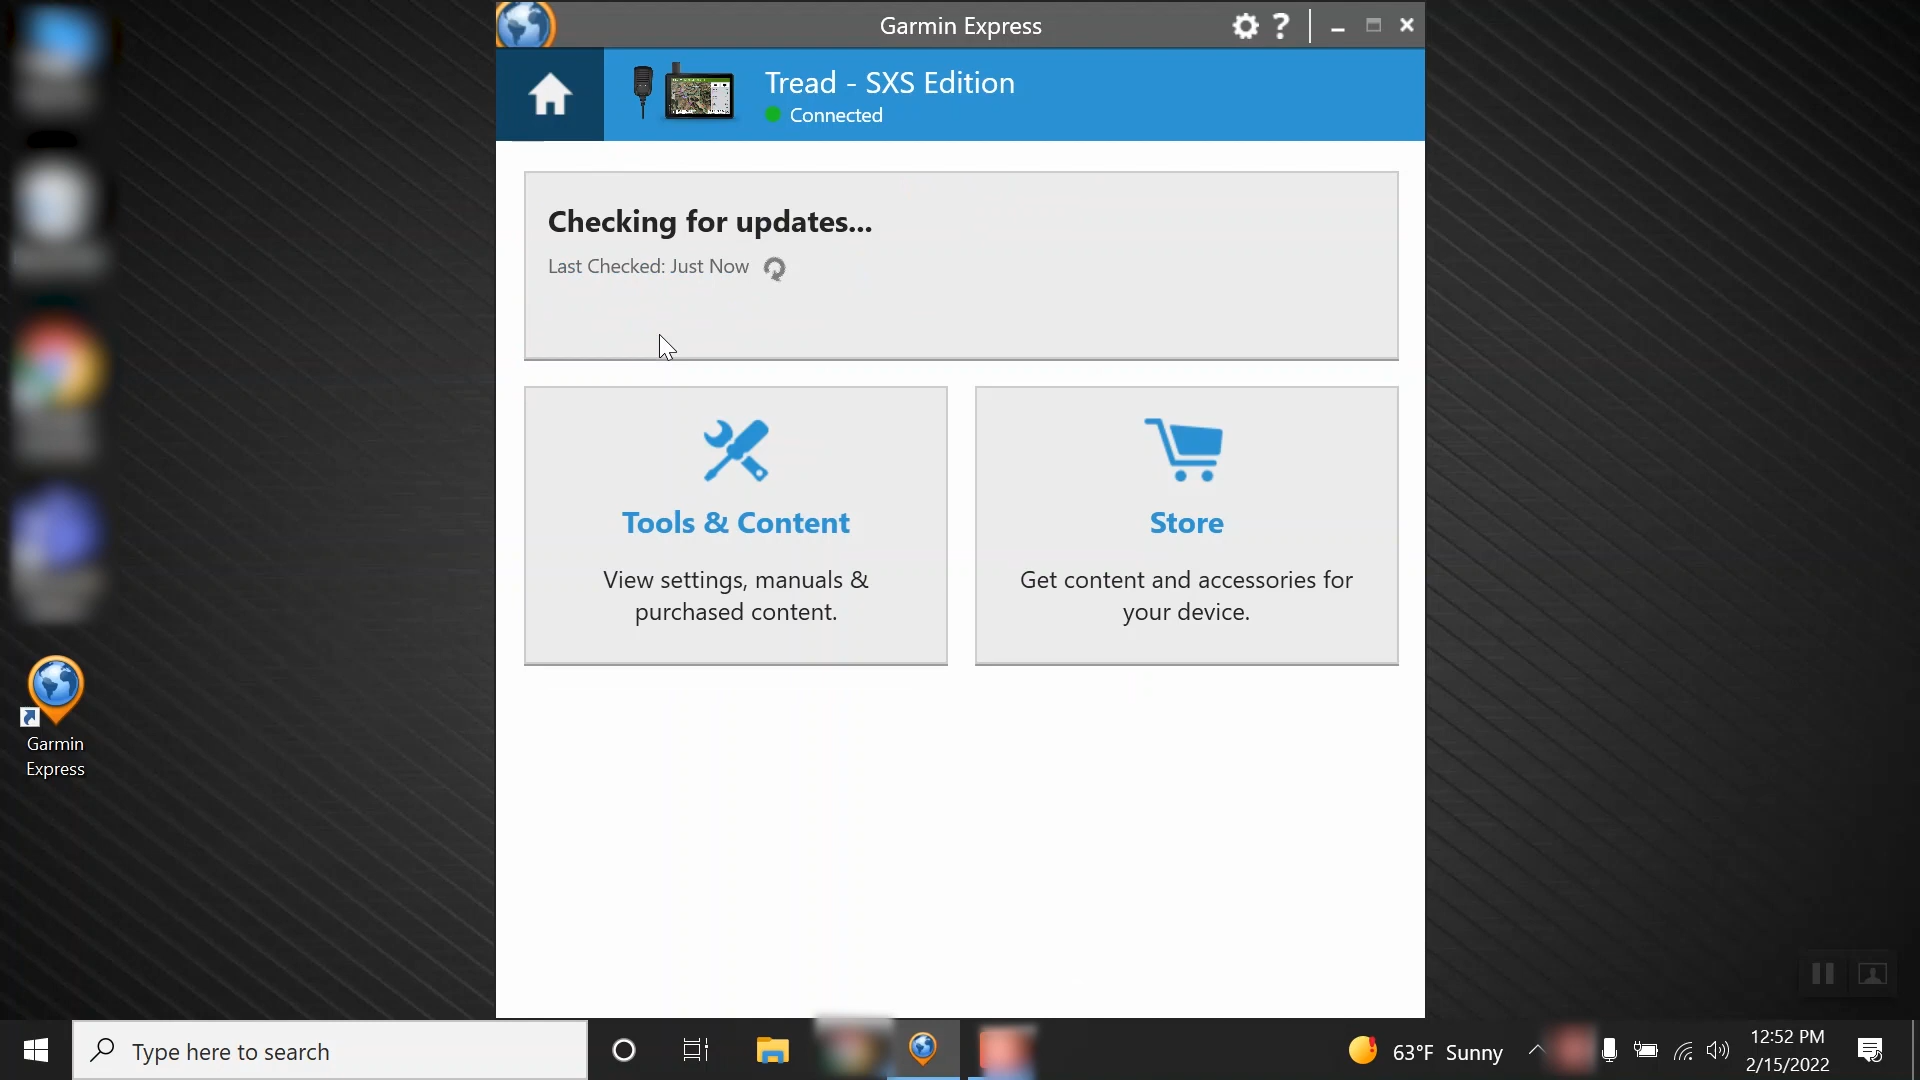 Garmin Express
?
Tread - SXS Edition
Connected
Checking for updates...
Last Checked: Just Now
Tools & Content
View settings, manuals &
purchased content.
Store
Get content and accessories for
your device.
Garmin
Express
Type here to search
63°F Sunny
12:52 PM
2/15/2022